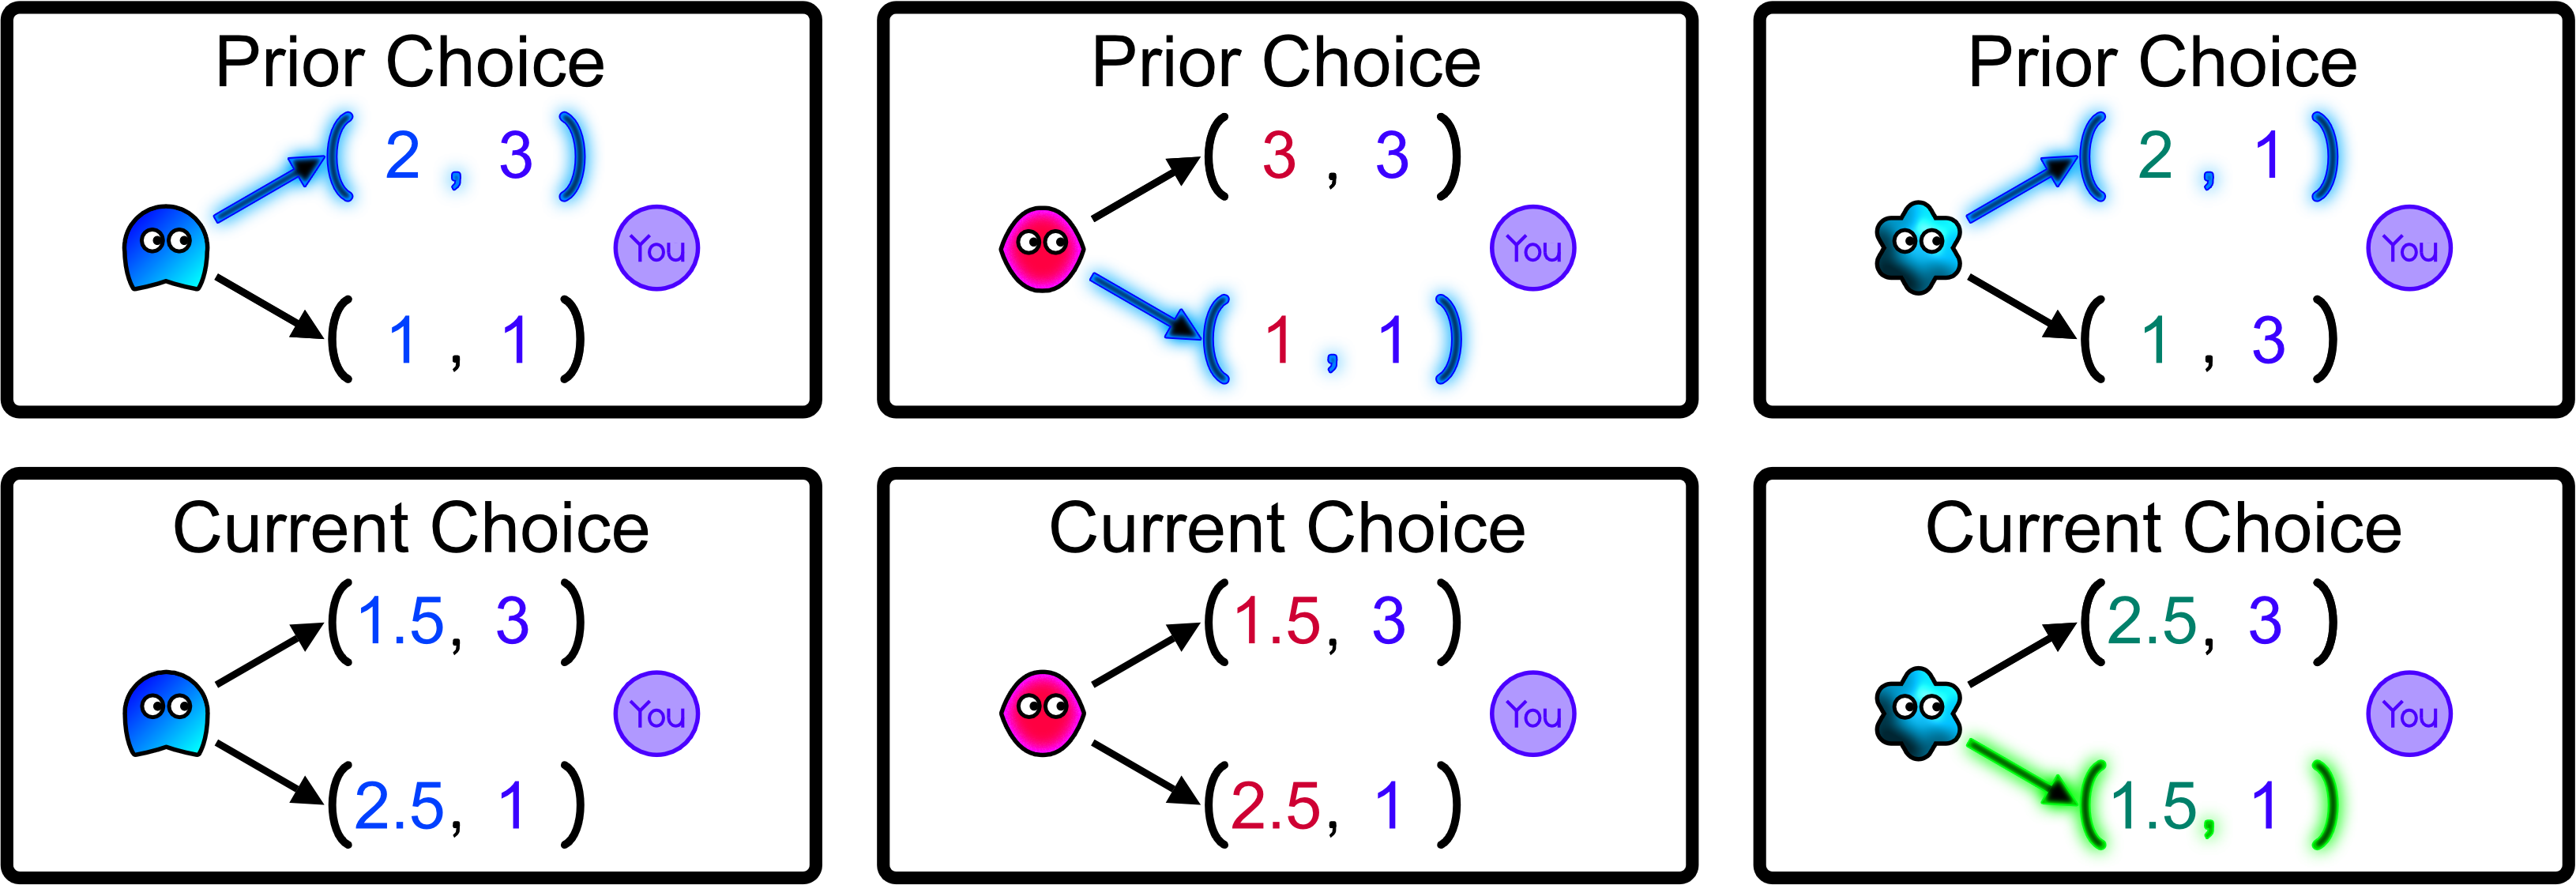 Prior Choice
( 2 , 3 )
You
( 1 , 1 )
Prior Choice
( 3 , 3 )
You
( 1 , 1 )
Prior Choice
( 2 , 1 )
You
( 1 , 3 )
Current Choice
(1.5, 3 )
You
(2.5, 1 )
Current Choice
(1.5, 3 )
You
(2.5, 1 )
Current Choice
(2.5, 3 )
You
(1.5, 1 )